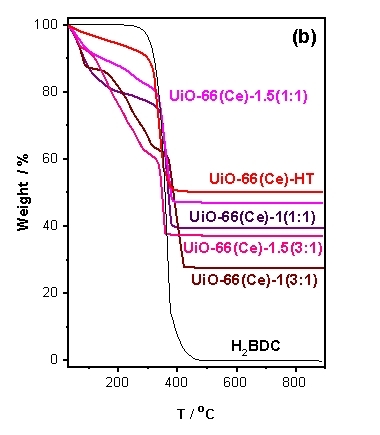 (b)
100
80
60
40
20
0
Weight / %
UiO-66(Ce)-1.5(1:1)
UiO-66(Ce)-HT
UiO-66(Ce)-1(1:1)
UiO-66(Ce)-1.5(3:1)
UiO-66(Ce)-1(3:1)
H₂BDC
200 400 600 800
T / °C